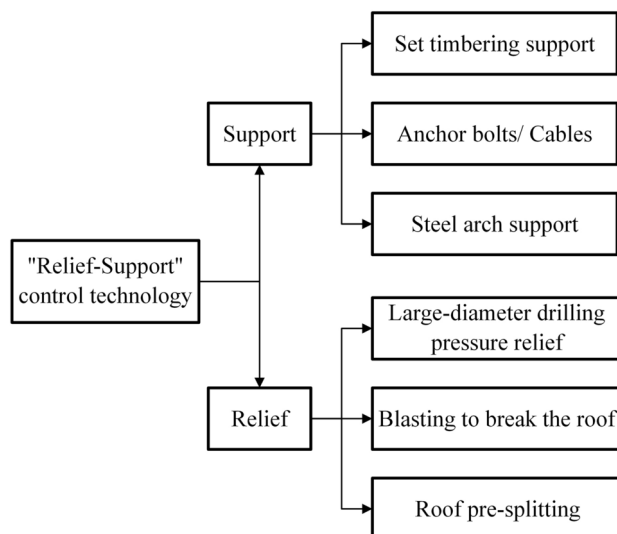 Set timbering support
Support
Anchor bolts/ Cables
Steel arch support
"Relief-Support"
control technology
Large-diameter drilling
pressure relief
Relief
Blasting to break the roof
Roof pre-splitting